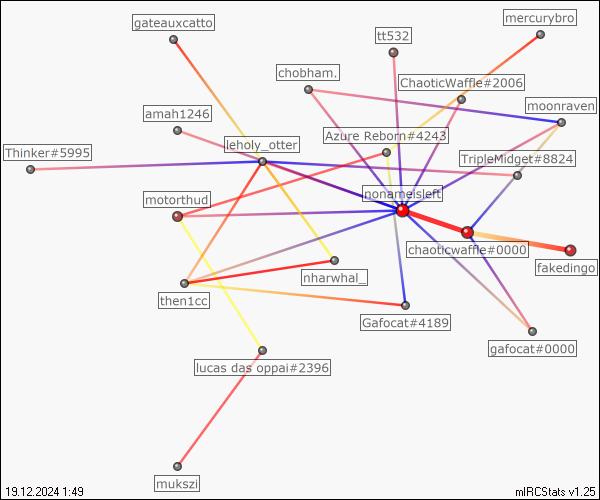 gateauxcatto
mercurybro
tt532
chobham.
ChaoticWaffle#2006
moonraven
amah1246
Azure Reborn#4243
ieholy_otter
Thinker#5995
TripleMidget#8824
nonameisleft
motorthud
chaoticwaffle#0000
fakedingo
nharwhal_
then1cc
Gafocat#4189
gafocat#0000
lucas das oppai#2396
mukszi
19.12.2024 1:49
mIRCStats v1.25